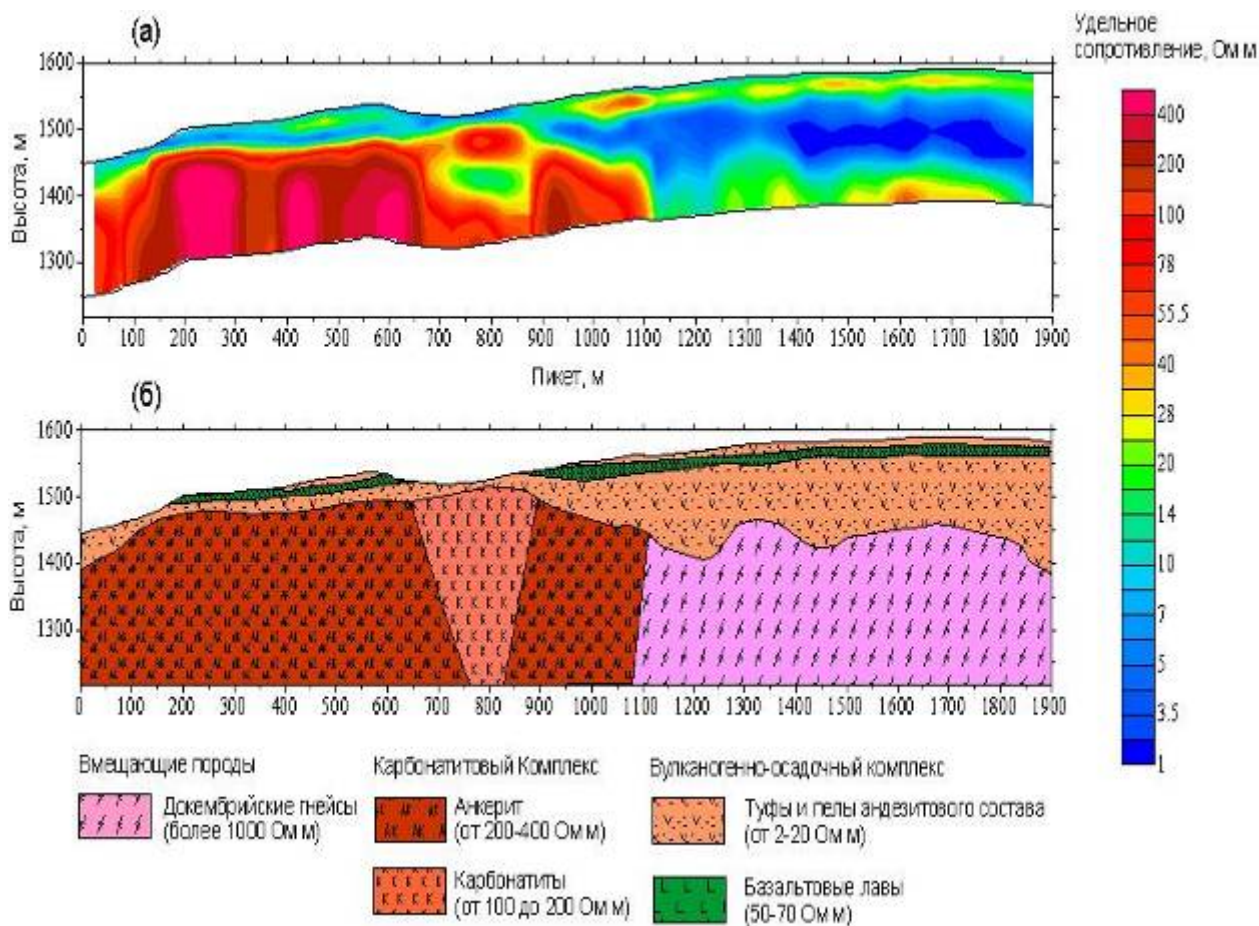 (а)
Удельное
сопротивление, Ом м
Высота, м
1600
1500
1400
1300
0 100 200 300 400 500 600 700 800 900 1000 1100 1200 1300 1400 1500 1600 1700 1800 1900
Пикет, м
400
200
100
78
55.5
40
28
20
14
10
7
5
3.5
1
(б)
Высота, м
1600
1500
1400
1300
0 100 200 300 400 500 600 700 800 900 1000 1100 1200 1300 1400 1500 1600 1700 1800 1900
Вмещающие породы
Докембрийские гнейсы
(более 1000 Ом м)
Карбонатитовый Комплекс
Анкерит
(от 200-400 Ом м)
Карбонатиты
(от 100 до 200 Ом м)
Вулканогенно-осадочный комплекс
Туфы и пелы андезитового состава
(от 2-20 Ом м)
Базальтовые лавы
(50-70 Ом м)